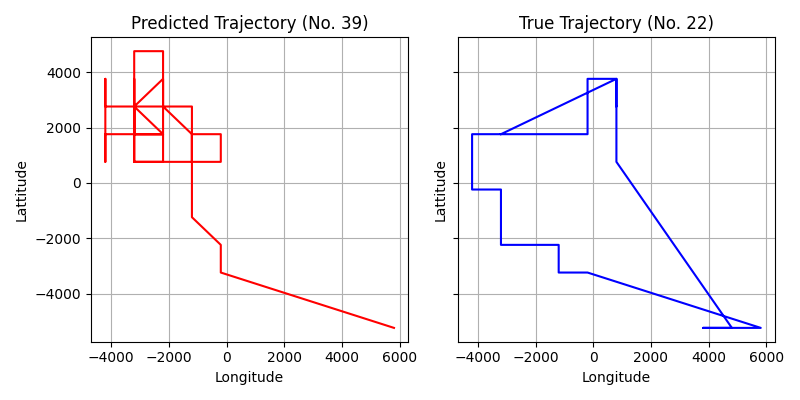 Predicted Trajectory (No. 39)
True Trajectory (No. 22)
Lattitude
4000
2000
0
−2000
−4000
−4000 −2000 0 2000 4000 6000
Longitude
Lattitude
−4000 −2000 0 2000 4000 6000
Longitude